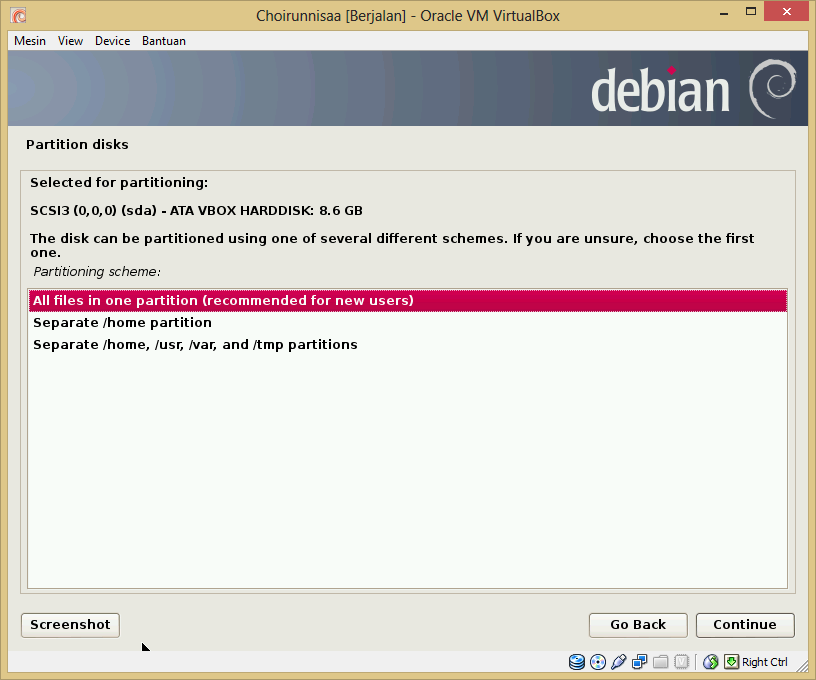 Choirunnisaa [Berjalan] - Oracle VM VirtualBox
Mesin View Device Bantuan
debian
Partition disks
Selected for partitioning:
SCSI3 (0,0,0) (sda) - ATA VBOX HARDDISK: 8.6 GB
The disk can be partitioned using one of several different schemes. If you are unsure, choose the first
one.
Partitioning scheme:
All files in one partition (recommended for new users)
Separate /home partition
Separate /home, /usr, /var, and /tmp partitions
Screenshot Go Back Continue
Right Ctrl